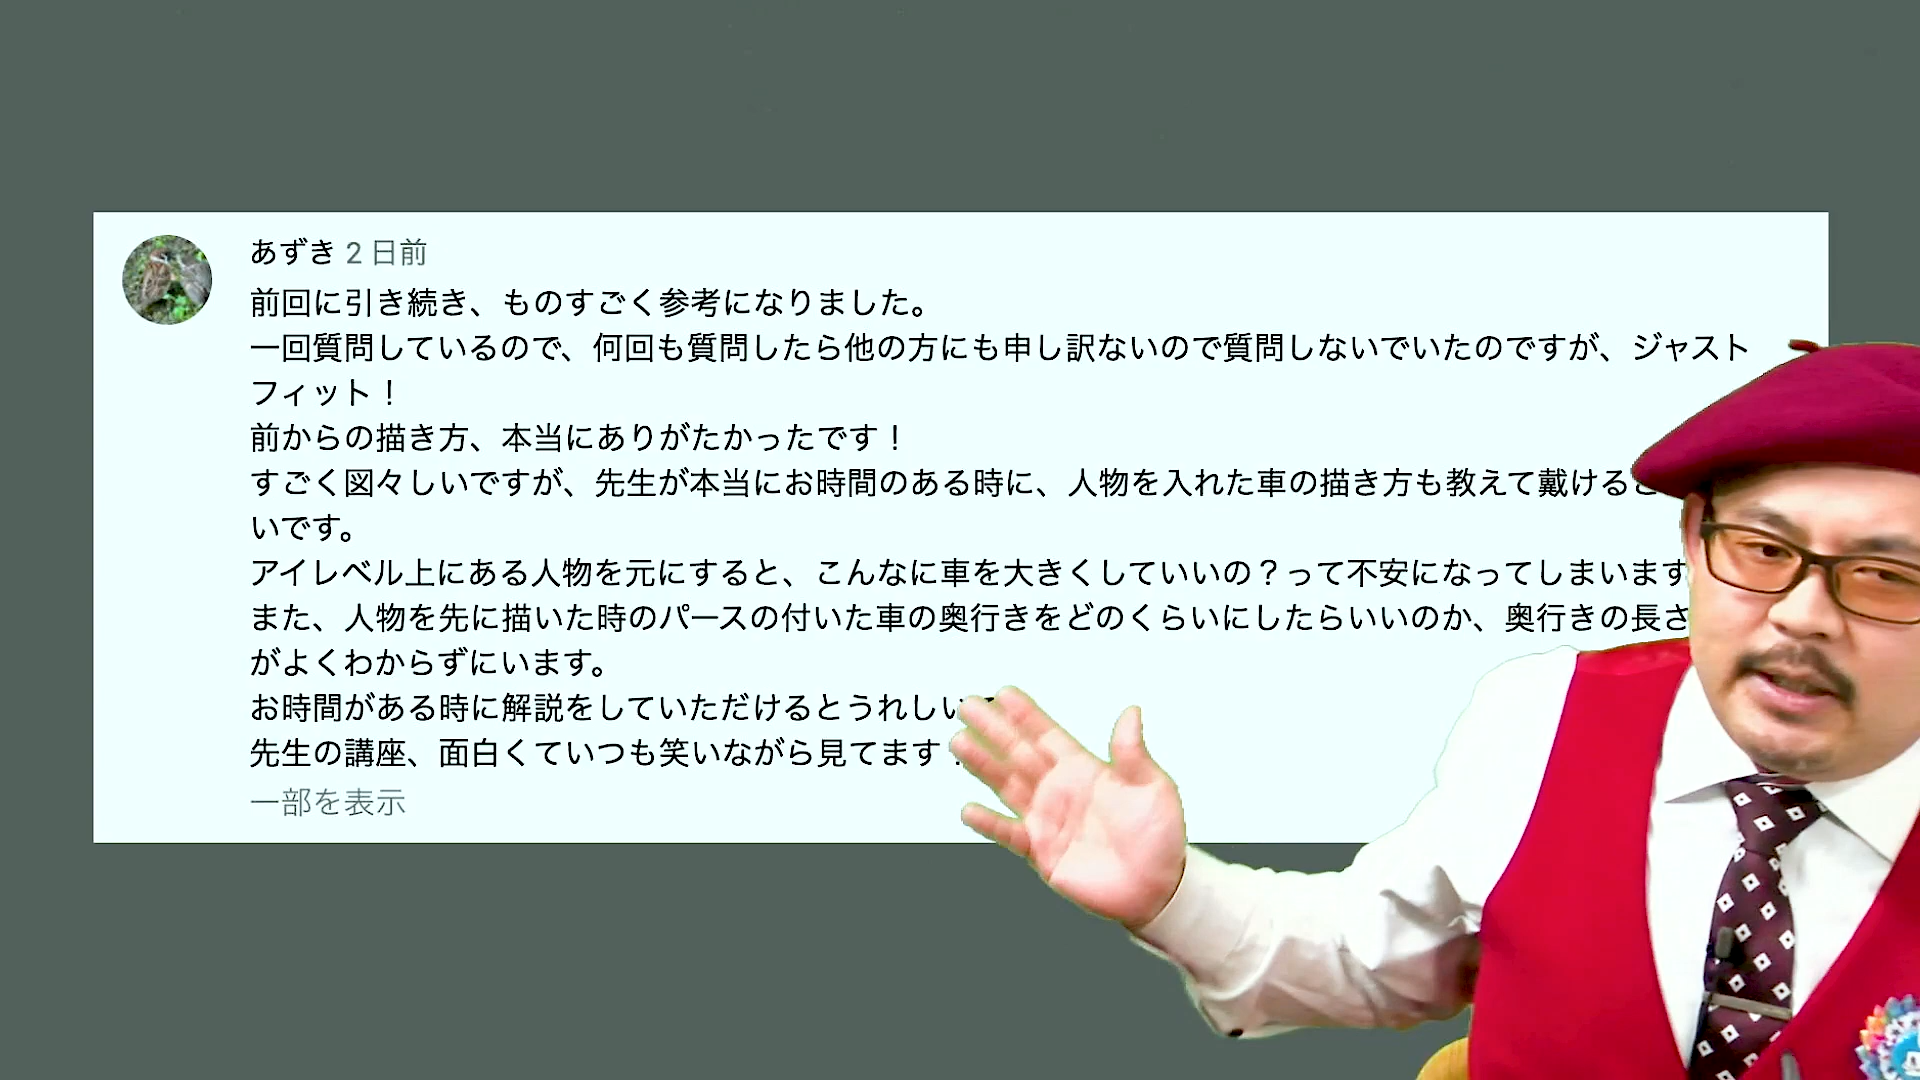 あずき 2 日前
前回に引き続き、ものすごく参考になりました。
一回質問しているので、何回も質問したら他の方にも申し訳ないので質問しないでいたのですが、ジャスト
フィット！
前からの描き方、本当にありがたかったです！
すごく図々しいですが、先生が本当にお時間のある時に、人物を入れた車の描き方も教えて戴けると
いです。
アイレベル上にある人物を元にすると、こんなに車を大きくしていいの？って不安になってしまいます
また、人物を先に描いた時のパースの付いた車の奥行きをどのくらいにしたらいいのか、奥行きの長さ
がよくわからずにいます。
お時間がある時に解説をしていただけるとうれしい
先生の講座、面白くていつも笑いながら見てます！
一部を表示